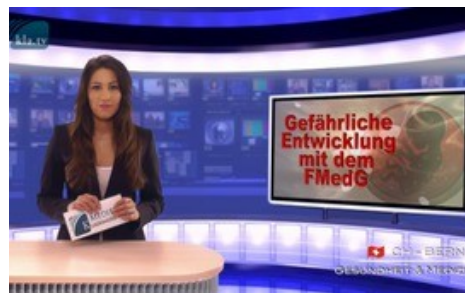 kla.tv
Gefährliche
Entwicklung
mit dem
FMedG
CH - BERN
GESUNDHEIT & MEDIZIN